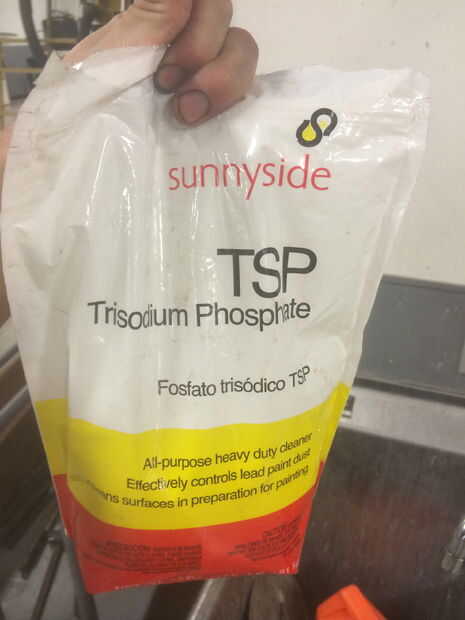 sunnyside
TSP
Trisodium Phosphate
Fosfato trisódico TSP
All-purpose heavy duty cleaner
Effectively controls lead paint dust
surfaces in preparation for painting